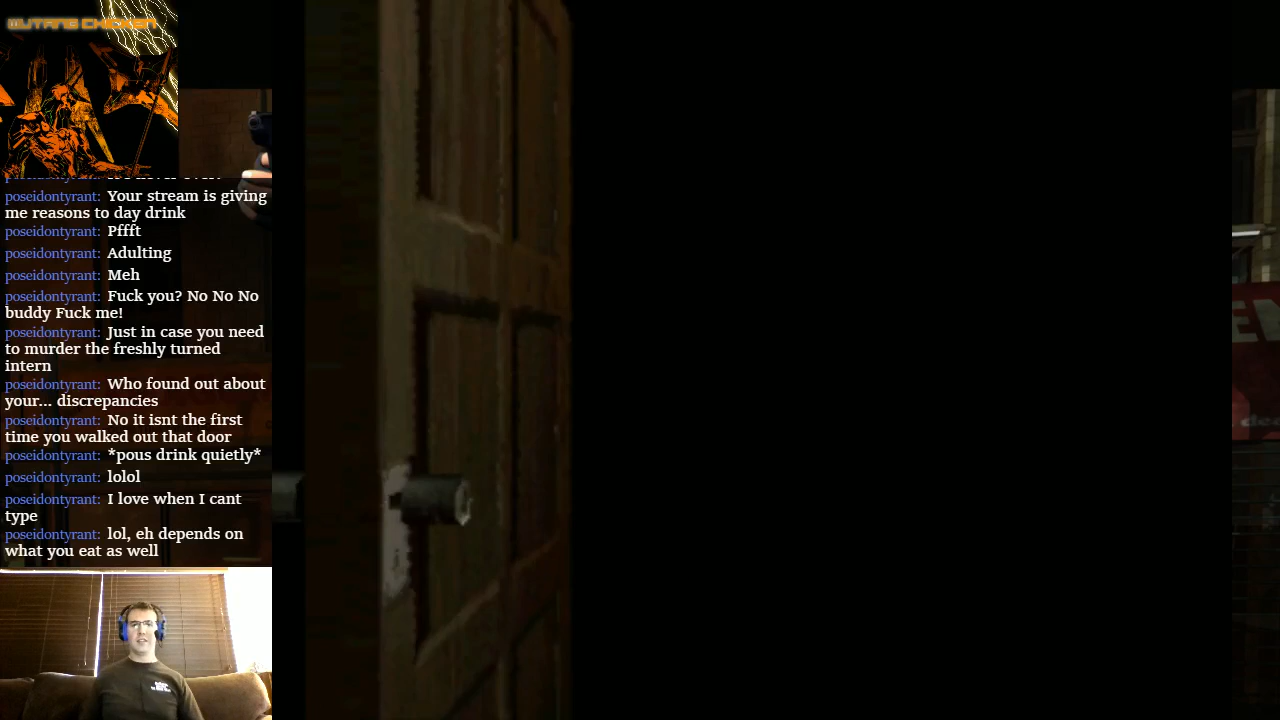 WUTANG CHICKEN
poseidontyrant: Your stream is giving
me reasons to day drink
poseidontyrant: Pffft
poseidontyrant: Adulting
poseidontyrant: Meh
poseidontyrant: Fuck you? No No No
buddy Fuck me!
poseidontyrant: Just in case you need
to murder the freshly turned
intern
poseidontyrant: Who found out about
your... discrepancies
poseidontyrant: No it isnt the first
time you walked out that door
poseidontyrant: *pous drink quietly*
poseidontyrant: lolol
poseidontyrant: I love when I cant
type
poseidontyrant: lol, eh depends on
what you eat as well